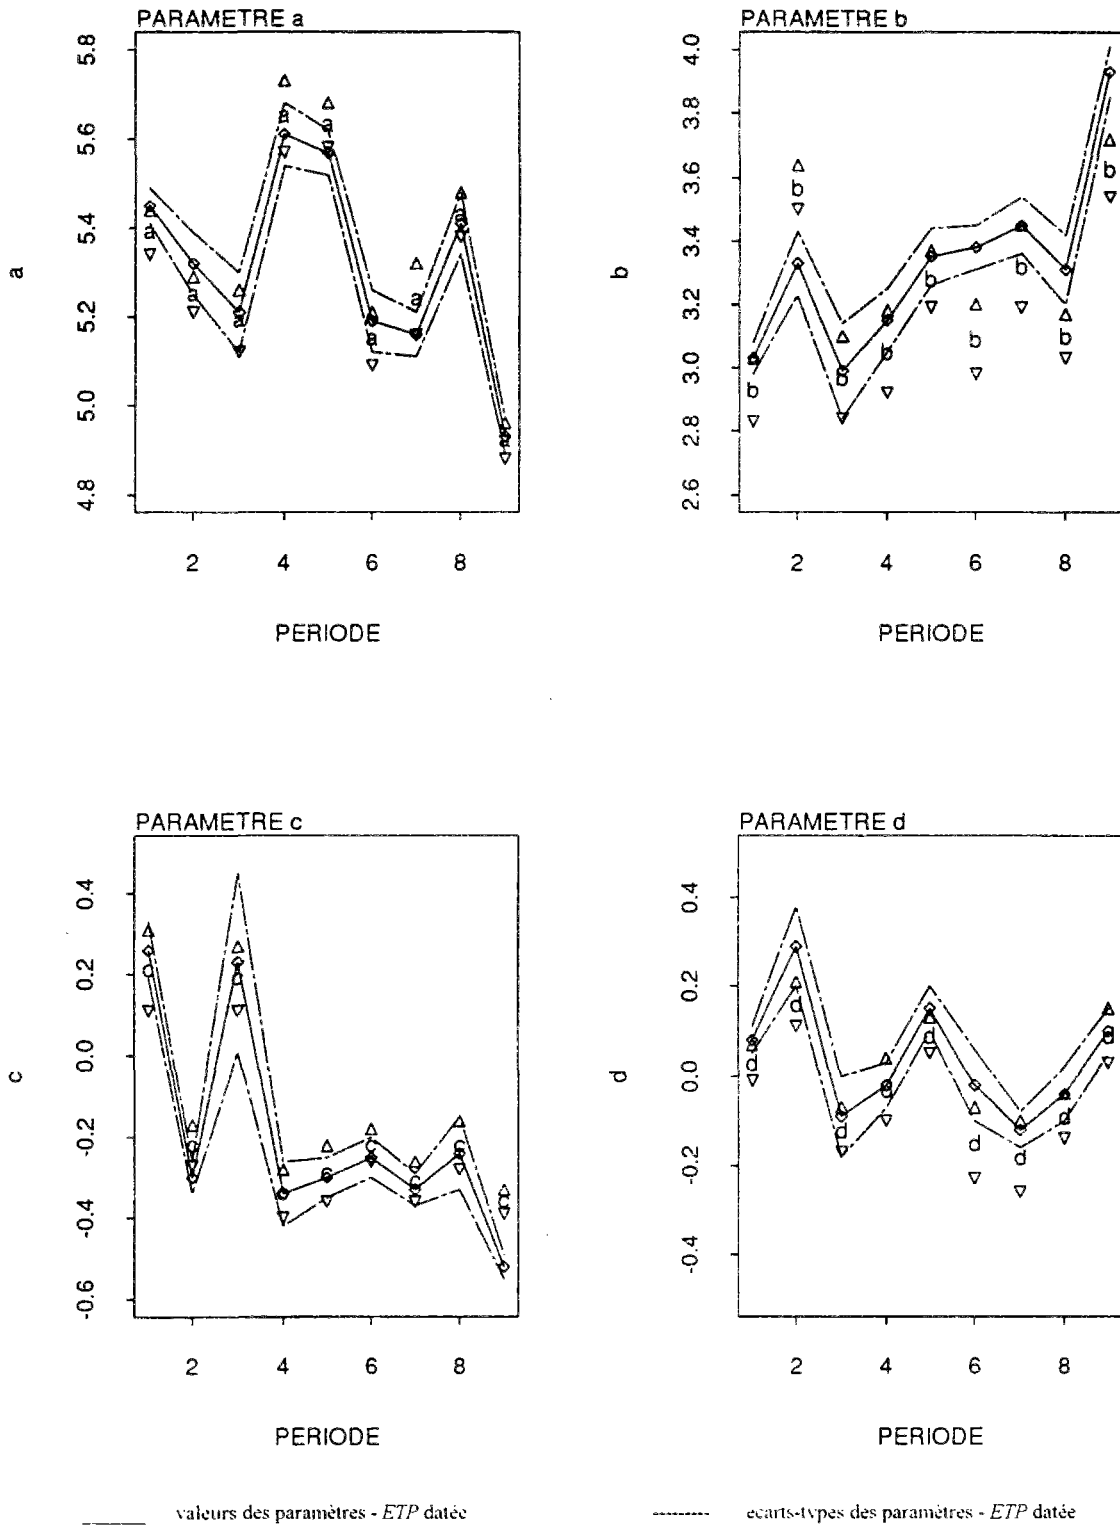 PARAMETRE a
5.8
5.6
5.4
5.2
5.0
4.8
a
a a a a a a a a a
2 4 6 8
PERIODE
PARAMETRE b
4.0
3.8
3.6
3.4
3.2
3.0
2.8
2.6
b
b b b b b b b b b
2 4 6 8
PERIODE
PARAMETRE c
0.4
0.2
0.0
-0.2
-0.4
-0.6
c
c c c c c c c c c
2 4 6 8
PERIODE
PARAMETRE d
0.4
0.2
0.0
-0.2
-0.4
d
d d d d d d d d d
2 4 6 8
PERIODE
valeurs des paramètres - ETP datée
ecarts-types des paramètres - ETP datée